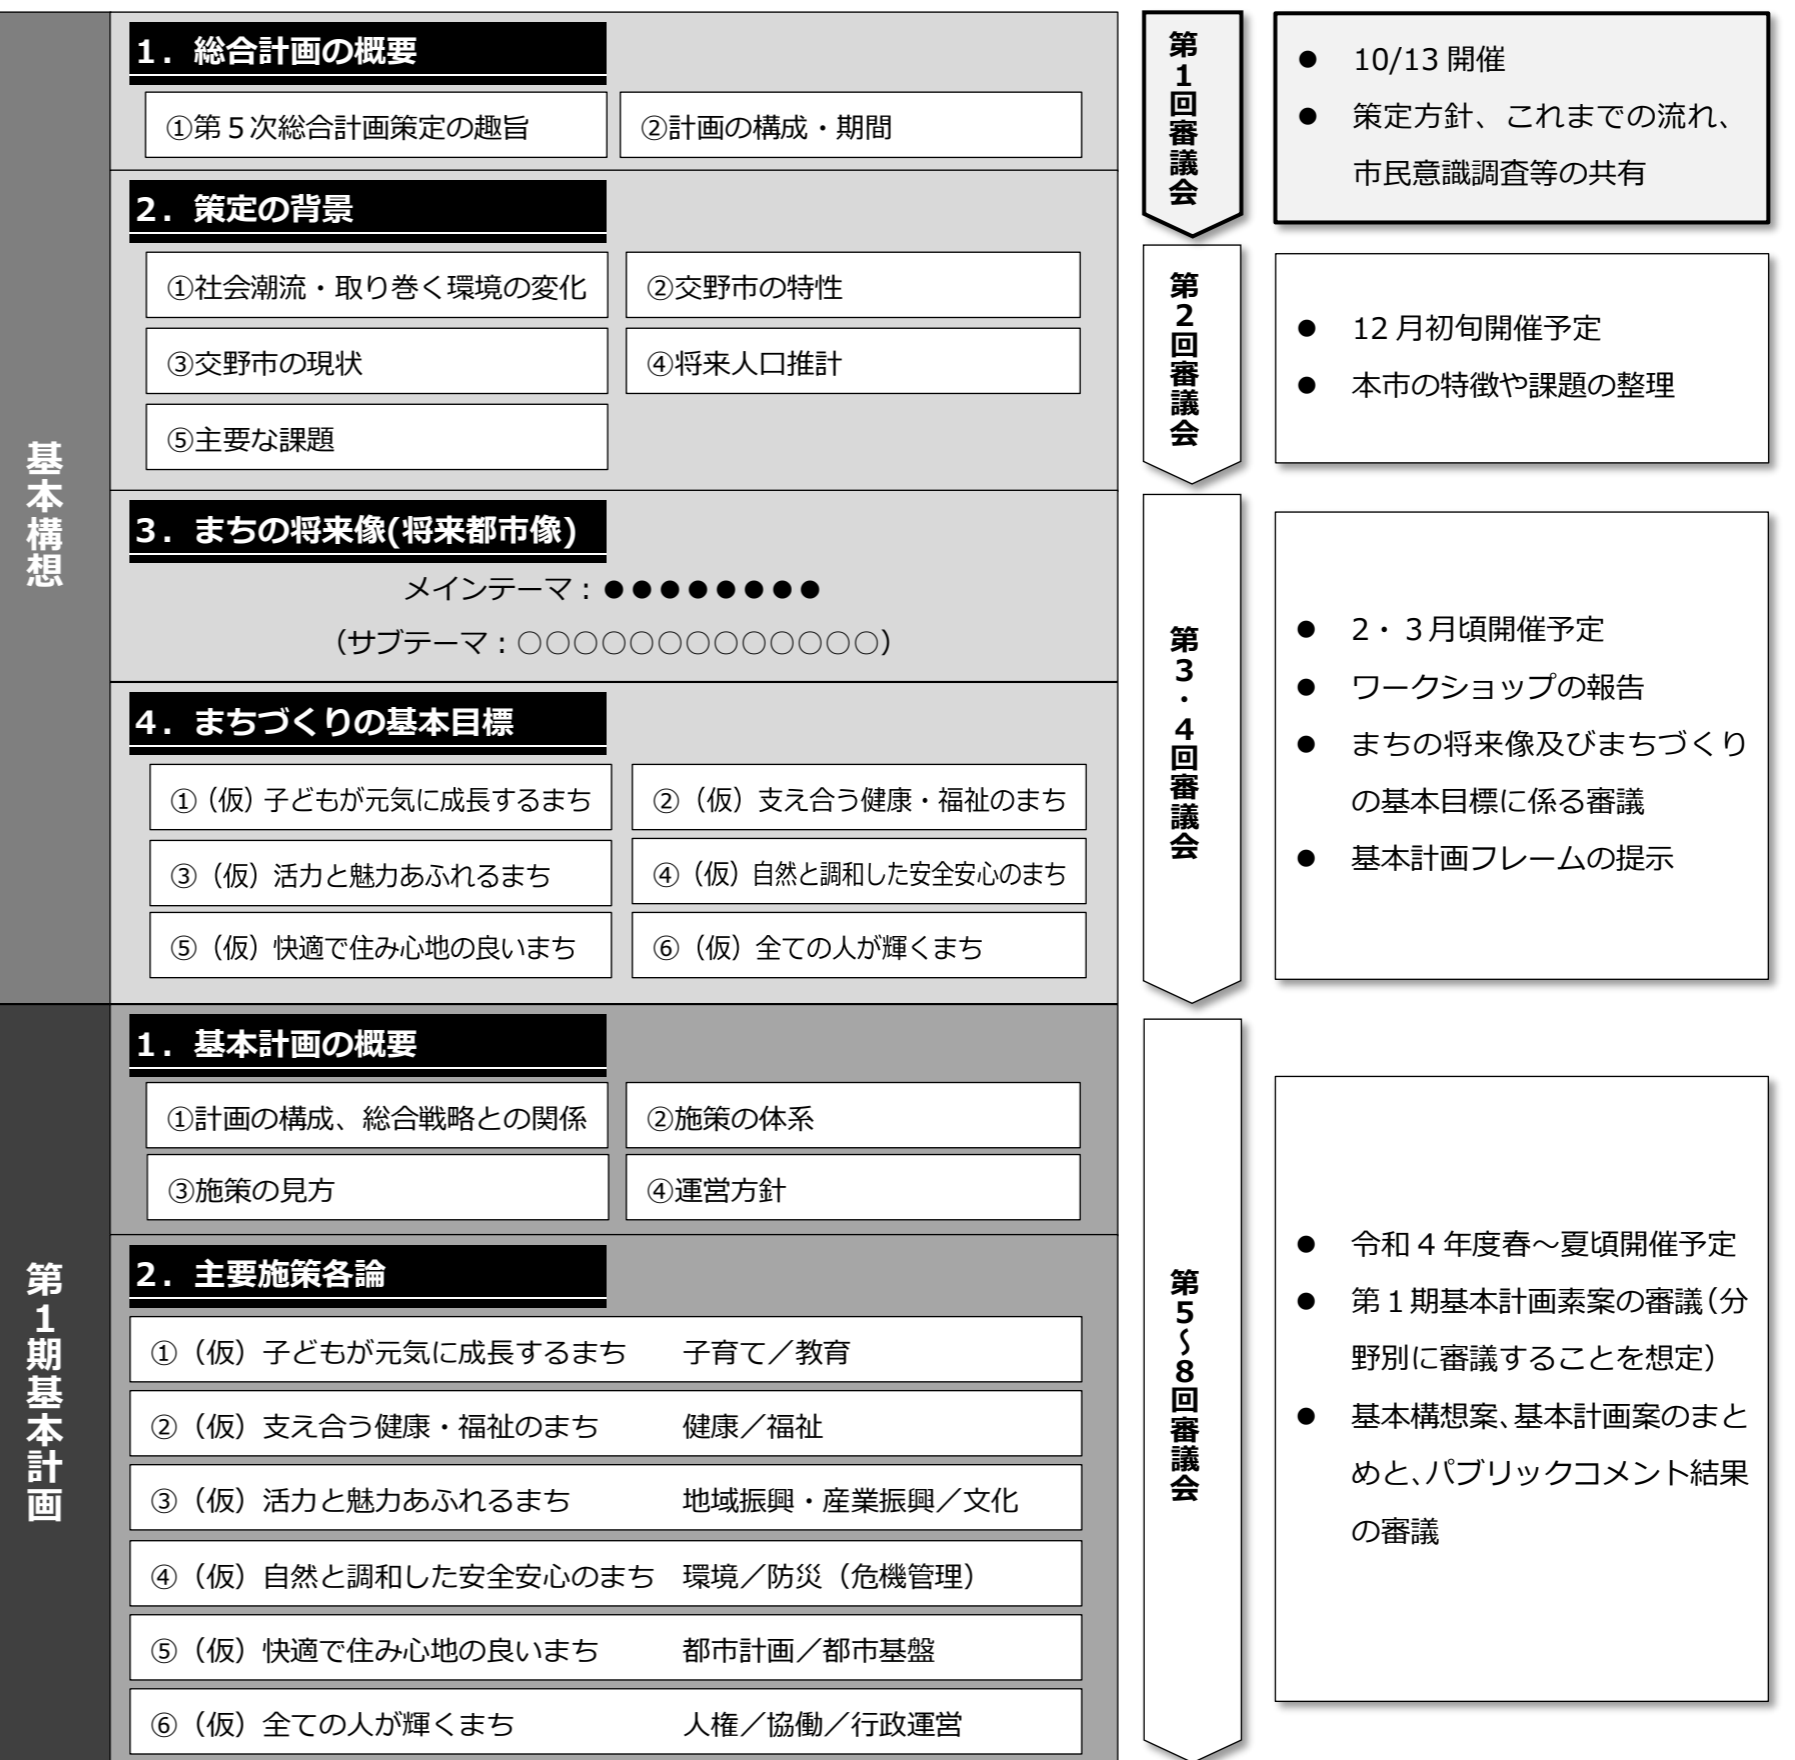 基本構想
1．総合計画の概要
①第５次総合計画策定の趣旨
②計画の構成・期間
2．策定の背景
①社会潮流・取り巻く環境の変化
②交野市の特性
③交野市の現状
④将来人口推計
⑤主要な課題
3．まちの将来像(将来都市像)
メインテーマ：●●●●●●●●
（サブテーマ：○○○○○○○○○○○○○）
4．まちづくりの基本目標
①（仮）子どもが元気に成長するまち
②（仮）支え合う健康・福祉のまち
③（仮）活力と魅力あふれるまち
④（仮）自然と調和した安全安心のまち
⑤（仮）快適で住み心地の良いまち
⑥（仮）全ての人が輝くまち
第1期基本計画
1．基本計画の概要
①計画の構成、総合戦略との関係
②施策の体系
③施策の見方
④運営方針
2．主要施策各論
①（仮）子どもが元気に成長するまち　子育て／教育
②（仮）支え合う健康・福祉のまち　健康／福祉
③（仮）活力と魅力あふれるまち　地域振興・産業振興／文化
④（仮）自然と調和した安全安心のまち　環境／防災（危機管理）
⑤（仮）快適で住み心地の良いまち　都市計画／都市基盤
⑥（仮）全ての人が輝くまち　人権／協働／行政運営
第1回審議会
● 10/13 開催
● 策定方針、これまでの流れ、
市民意識調査等の共有
第2回審議会
● 12 月初旬開催予定
● 本市の特徴や課題の整理
第3・4回審議会
● 2・３月頃開催予定
● ワークショップの報告
● まちの将来像及びまちづくり
の基本目標に係る審議
● 基本計画フレームの提示
第5～8回審議会
● 令和４年度春～夏頃開催予定
● 第１期基本計画素案の審議（分
野別に審議することを想定）
● 基本構想案、基本計画案のまと
めと、パブリックコメント結果
の審議